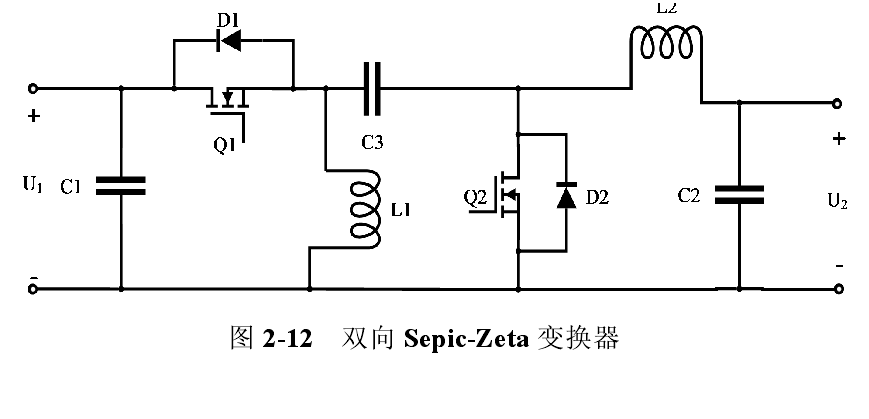 L2
D1
+
Q1
C3
+
U1
C1
L1
Q2
D2
C2
U2
-
-
图 2-12 双向 Sepic-Zeta 变换器